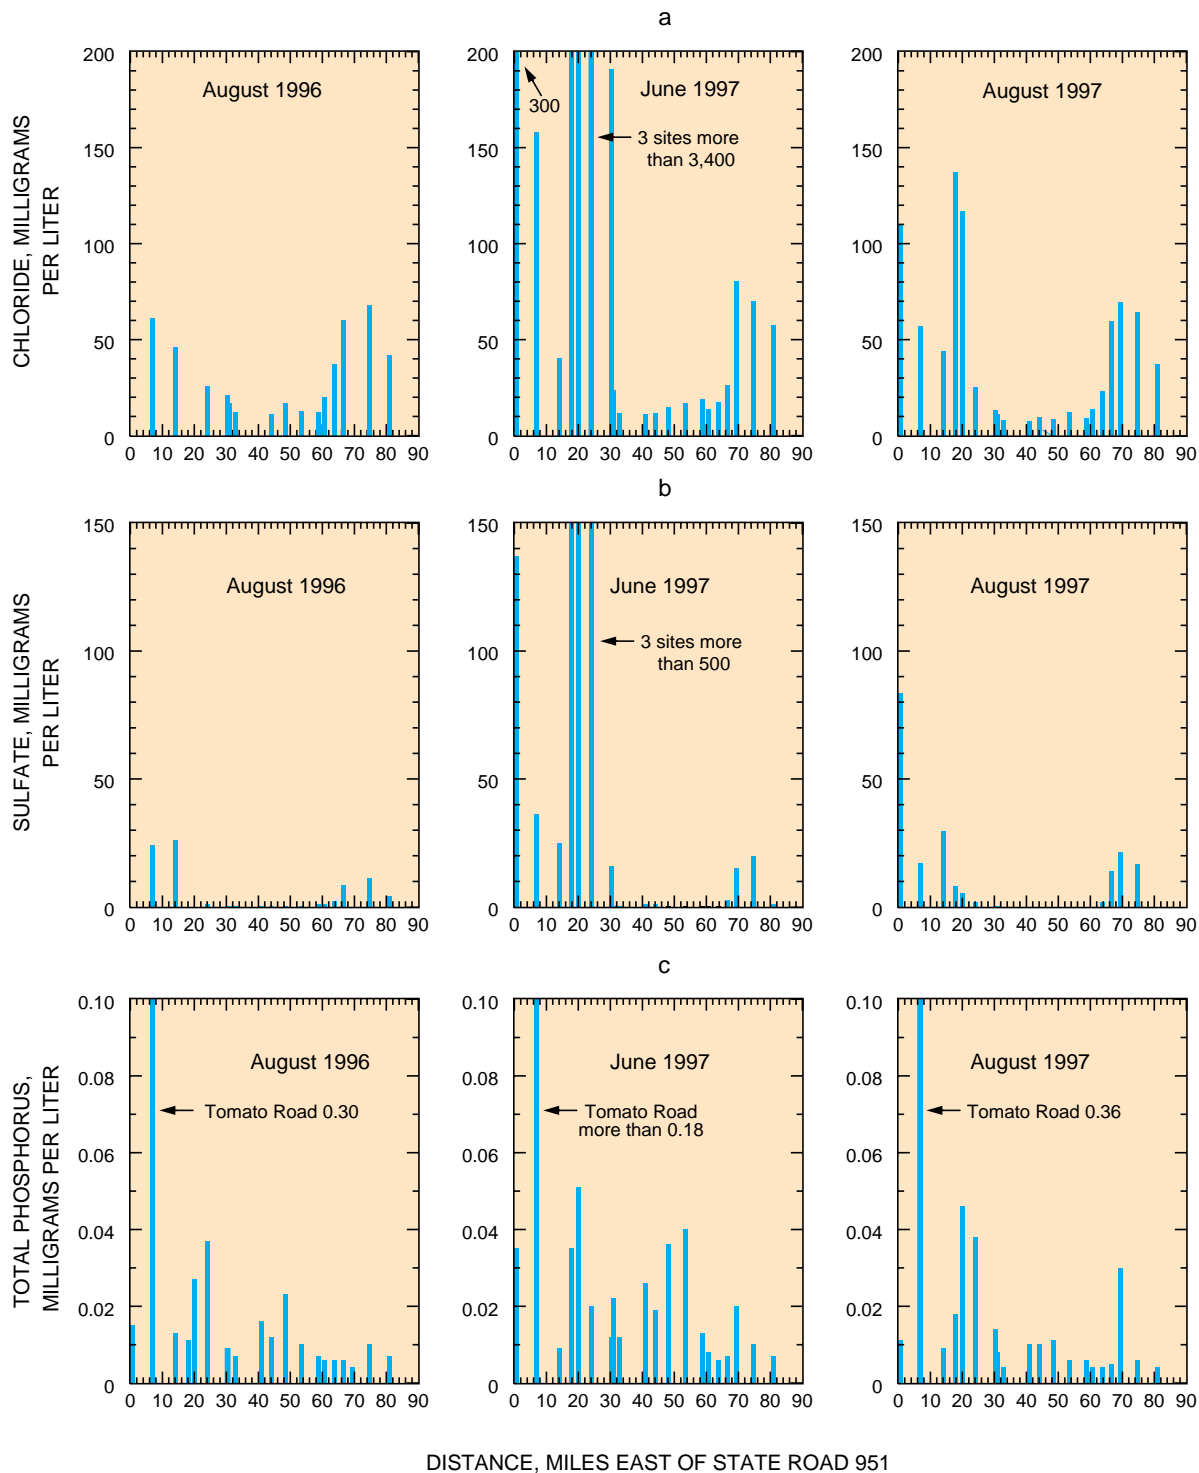 a
CHLORIDE, MILLIGRAMS
PER LITER
200
150
100
50
0
August 1996
0 10 20 30 40 50 60 70 80 90
200
150
100
50
0
300
June 1997
3 sites more
than 3,400
0 10 20 30 40 50 60 70 80 90
200
150
100
50
0
August 1997
0 10 20 30 40 50 60 70 80 90
b
SULFATE, MILLIGRAMS
PER LITER
150
100
50
0
August 1996
0 10 20 30 40 50 60 70 80 90
150
100
50
0
June 1997
3 sites more
than 500
0 10 20 30 40 50 60 70 80 90
150
100
50
0
August 1997
0 10 20 30 40 50 60 70 80 90
c
TOTAL PHOSPHORUS,
MILLIGRAMS PER LITER
0.10
0.08
0.06
0.04
0.02
0
August 1996
Tomato Road 0.30
0 10 20 30 40 50 60 70 80 90
0.10
0.08
0.06
0.04
0.02
0
June 1997
Tomato Road
more than 0.18
0 10 20 30 40 50 60 70 80 90
0.10
0.08
0.06
0.04
0.02
0
August 1997
Tomato Road 0.36
0 10 20 30 40 50 60 70 80 90
DISTANCE, MILES EAST OF STATE ROAD 951